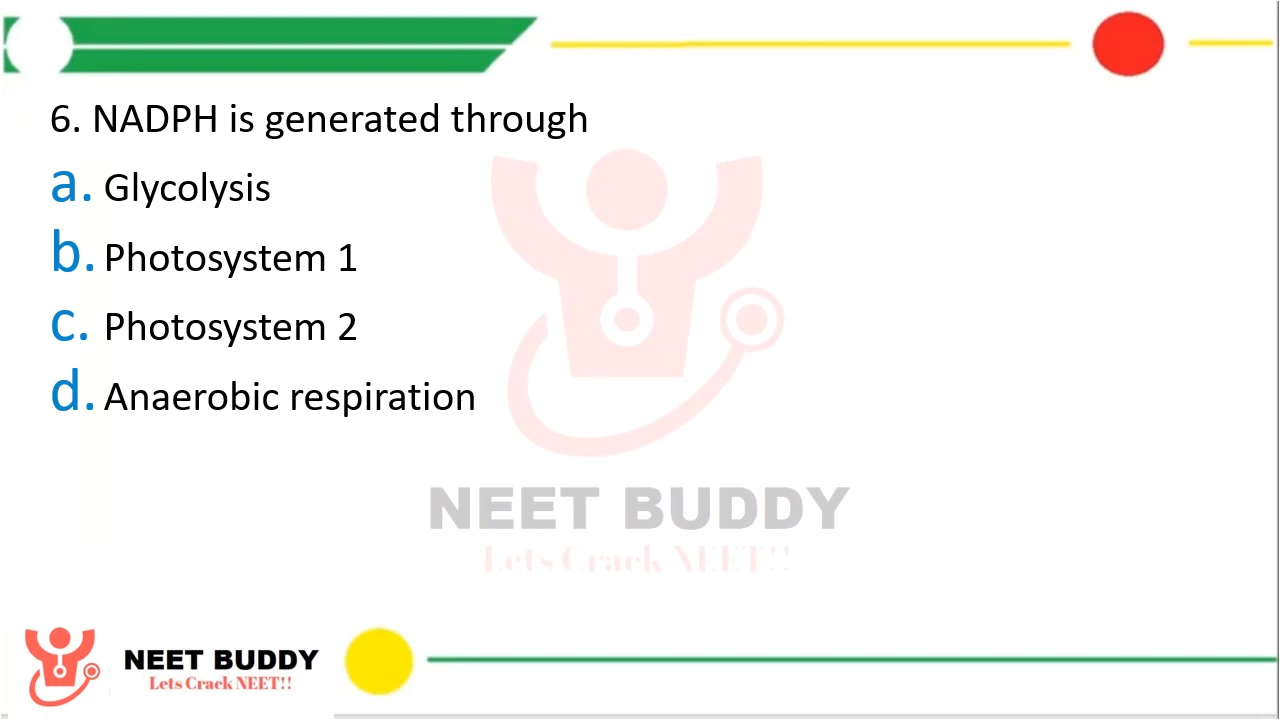 6. NADPH is generated through
a. Glycolysis
b. Photosystem 1
c. Photosystem 2
d. Anaerobic respiration
NEET BUDDY
Lets Crack NEET!!
NEET BUDDY
Lets Crack NEET!!